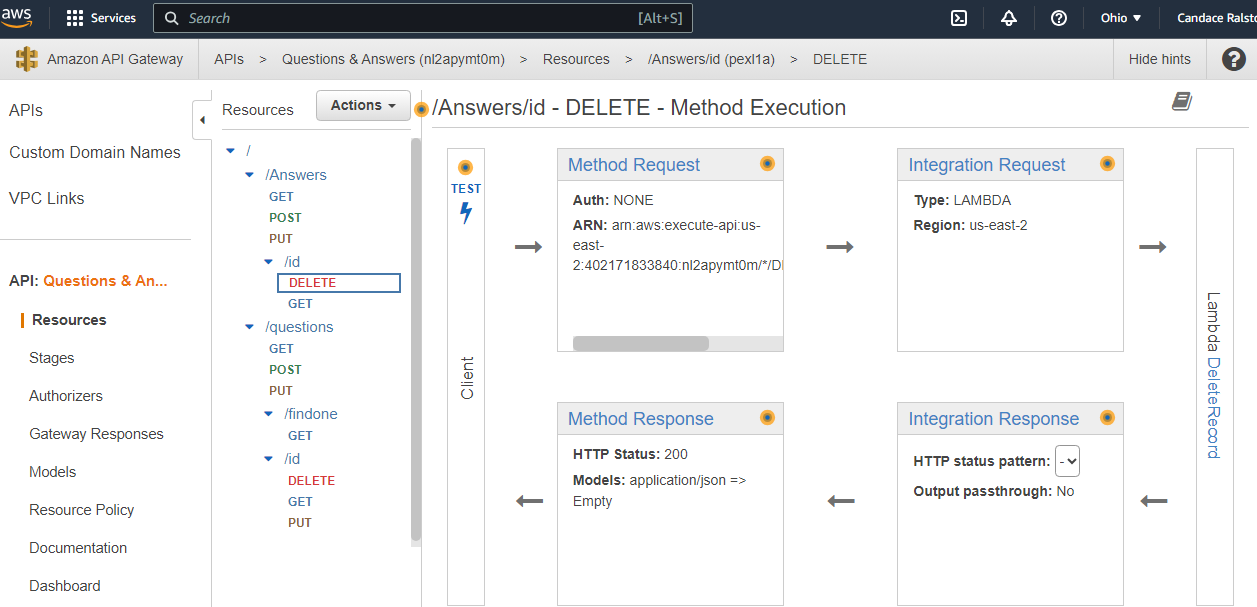 aws
Services
Search
[Alt+S]
Ohio ▼
Candace Ralsto
Amazon API Gateway
APIs > Questions & Answers (nl2apymt0m) > Resources > /Answers/id (pexl1a) > DELETE
Hide hints
?
APIs
Custom Domain Names
VPC Links
API: Questions & An...
Resources
Stages
Authorizers
Gateway Responses
Models
Resource Policy
Documentation
Dashboard
Resources
Actions
/
/Answers
GET
POST
PUT
/id
DELETE
GET
/questions
GET
POST
PUT
/findone
GET
/id
DELETE
GET
PUT
/Answers/id - DELETE - Method Execution
TEST
Client
Method Request
Auth: NONE
ARN: arn:aws:execute-api:us-
east-
2:402171833840:nl2apymt0m/*/DI
Integration Request
Type: LAMBDA
Region: us-east-2
Lambda DeleteRecord
Method Response
HTTP Status: 200
Models: application/json =>
Empty
Integration Response
HTTP status pattern: -
Output passthrough: No